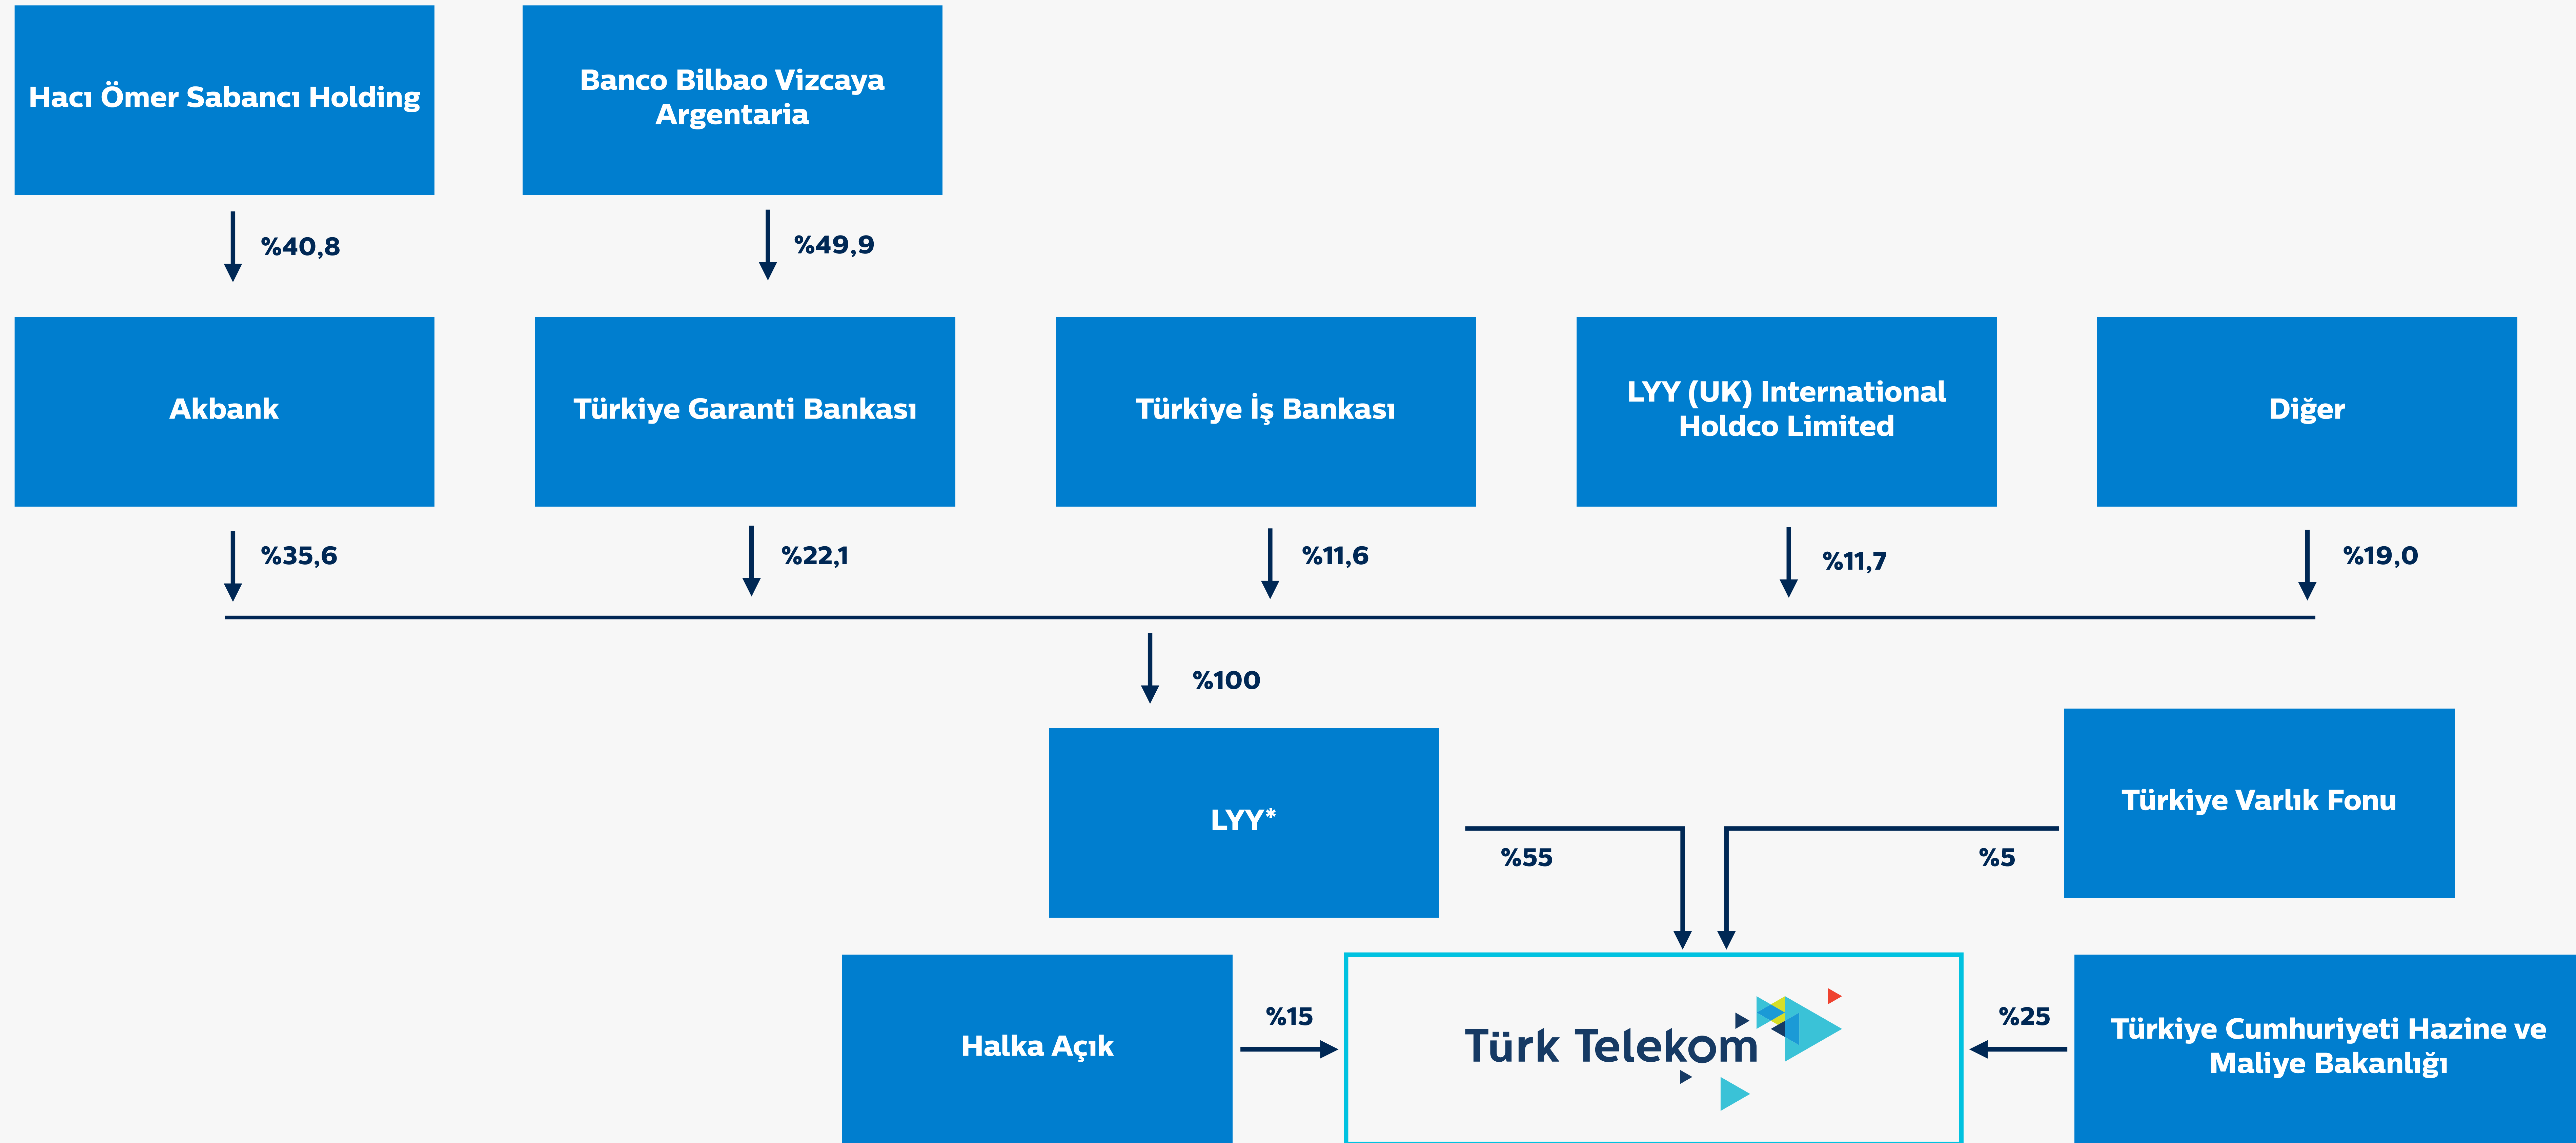 Hacı Ömer Sabancı Holding
Banco Bilbao Vizcaya
Argentaria
%40,8
%49,9
Akbank
Türkiye Garanti Bankası
Türkiye İş Bankası
LYY (UK) International
Holdco Limited
Diğer
%35,6
%22,1
%11,6
%11,7
%19,0
%100
LYY*
Türkiye Varlık Fonu
%55
%5
Halka Açık
%15
Türk Telekom
%25
Türkiye Cumhuriyeti Hazine ve
Maliye Bakanlığı